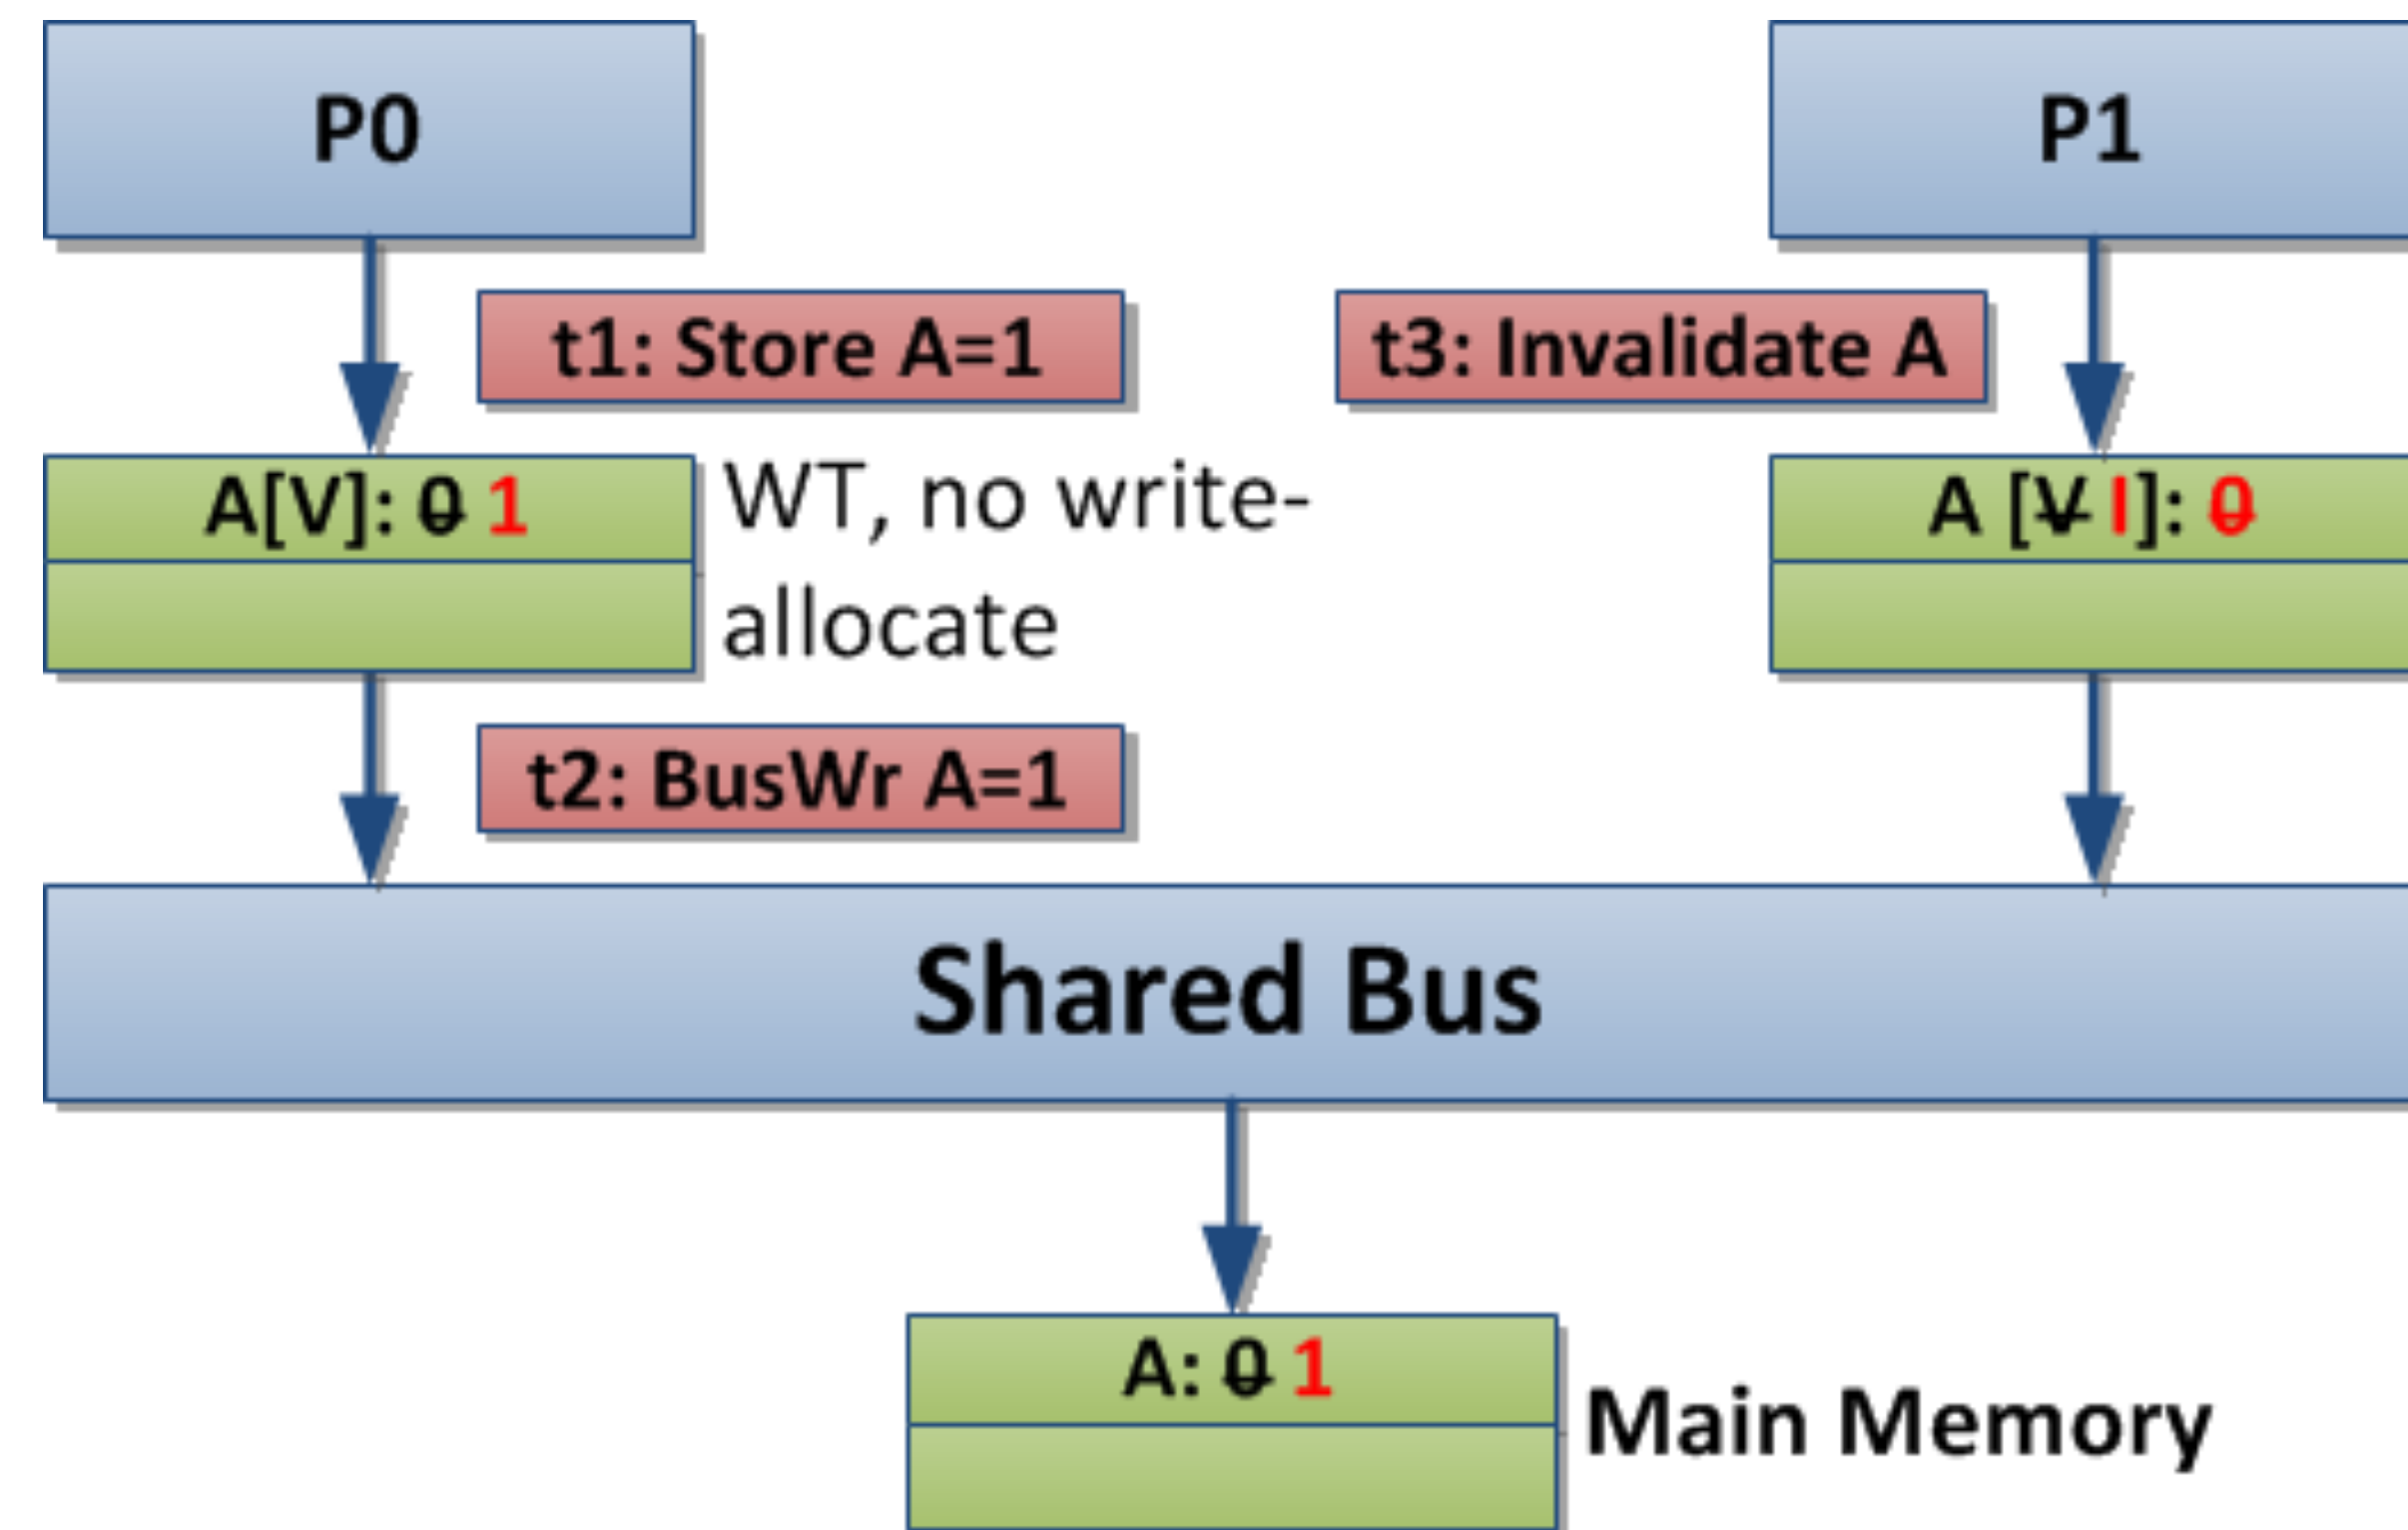 P0
P1
t1: Store A=1
t3: Invalidate A
A[V]: 0 1
WT, no write-
allocate
A [V I]: 0
t2: BusWr A=1
Shared Bus
A: 0 1
Main Memory